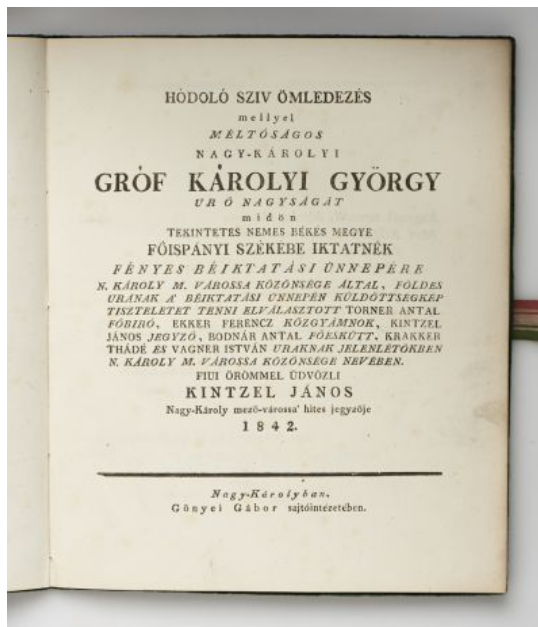 HÓDOLÓ SZIV ÖMLEDEZÉS
mellyel
MÉLTÓSÁGOS
NAGY-KÁROLYI
GRÓF KÁROLYI GYÖRGY
UR Ő NAGYSÁGÁT
midőn
TEKINTETES NEMES BÉKÉS MEGYE
FŐISPÁNYI SZÉKÉBE IKTATNÉK
FÉNYES BÉIKTATÁSI ÜNNEPÉRE
N. KÁROLY M. VÁROSSA KÖZÖNSÉGE ÁLTAL, FÖLDES
URÁNAK A' BÉIKTATÁSI ÜNNEPÉN KÜLDÖTTSÉGKÉP
TISZTELETET TENNI ELVÁLASZTOTT TORNER ANTAL
FŐBIRÓ, EKKER FERENCZ KÖZGYÁMNOK, KINTZEL
JÁNOS JEGYZŐ, BODNÁR ANTAL FŐESKÜTT, KRAKKER
THÁDÉ ÉS VAGNER ISTVÁN URAKNAK JELENLÉTÖKBEN
N. KÁROLY M. VÁROSSA KÖZÖNSÉGE NEVÉBEN.
FIUI ÖRÖMMEL ÜDVÖZLI
KINTZEL JÁNOS
Nagy-Károly mező-várossa' hites jegyzője
1842.
Nagy-Károlyban.
Gönyei Gábor sajtóintézetében.